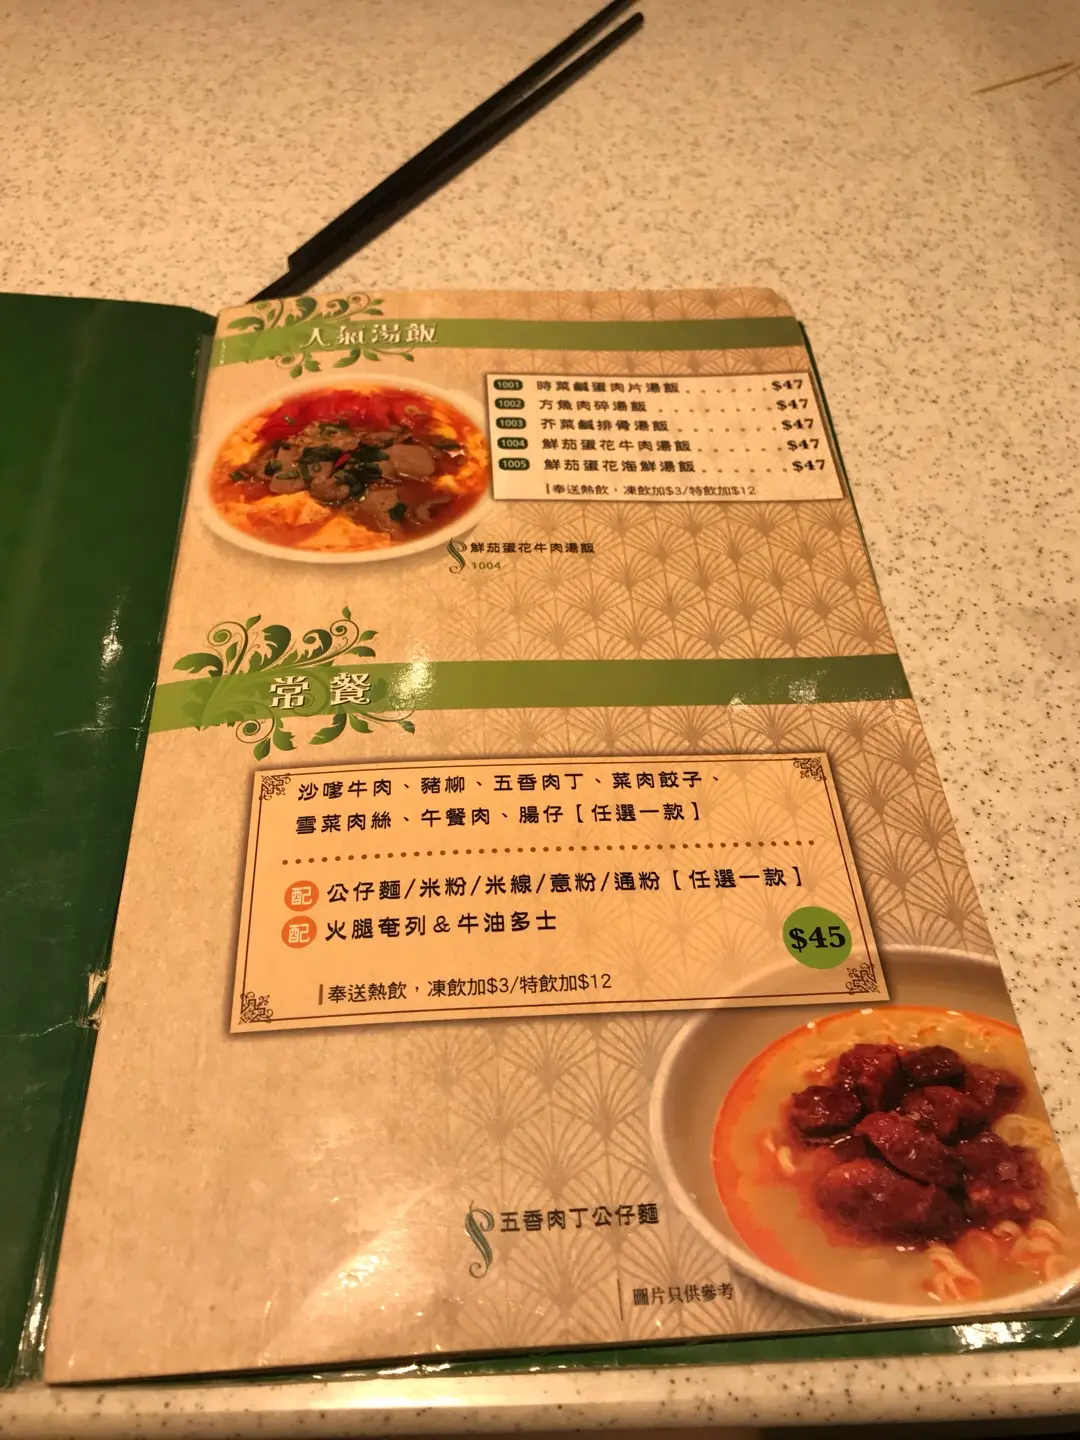 人氣湯飯
1001 時菜鹹蛋肉片湯飯......$47
1002 方魚肉碎湯飯......$47
1003 芥菜鹹排骨湯飯......$47
1004 鮮茄蛋花牛肉湯飯......$47
1005 鮮茄蛋花海鮮湯飯......$47
奉送熱飲，凍飲加$3/特飲加$12
鮮茄蛋花牛肉湯飯
1004
常餐
沙嗲牛肉、豬柳、五香肉丁、菜肉餃子、
雪菜肉絲、午餐肉、腸仔【任選一款】
配 公仔麵/米粉/米線/意粉/通粉【任選一款】
配 火腿奄列&牛油多士
$45
奉送熱飲，凍飲加$3/特飲加$12
五香肉丁公仔麵
圖片只供參考